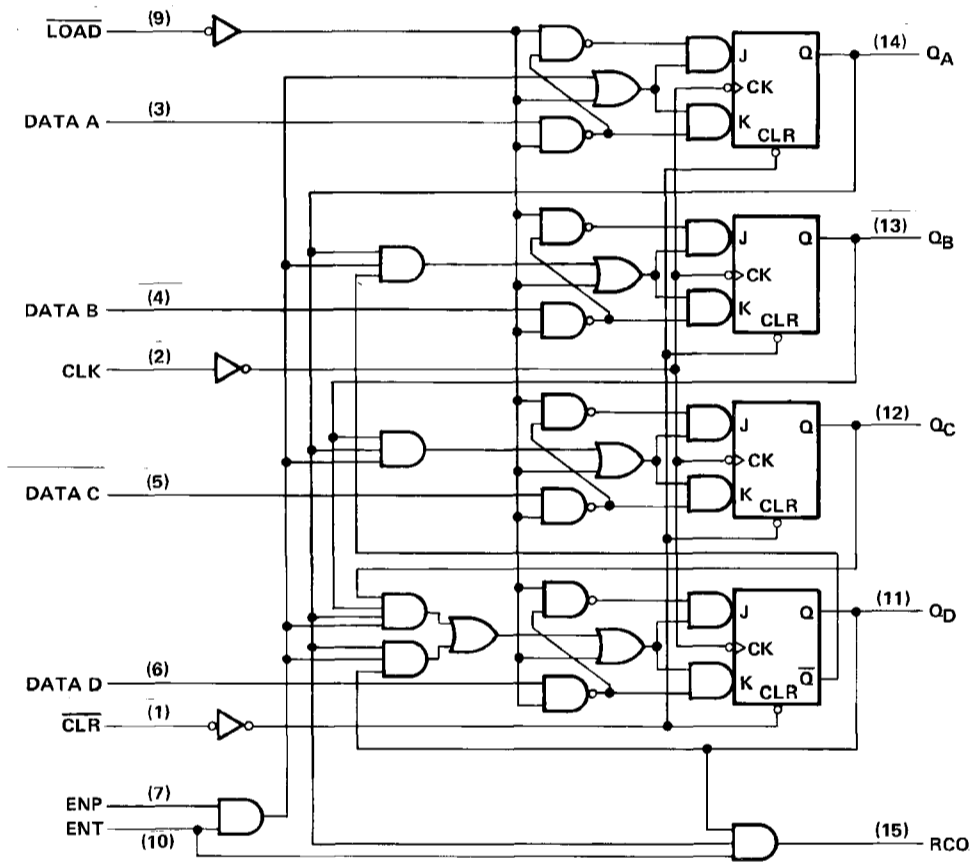 LOAD (9)
J Q (14) QA
CK
DATA A (3)
K
CLR
J Q (13) QB
CK
DATA B (4)
K
CLR
CLK (2)
J Q (12) QC
CK
DATA C (5)
K
CLR
J Q (11) QD
CK
DATA D (6)
K Q
CLR
CLR (1)
ENP (7)
ENT (10)
(15) RCO